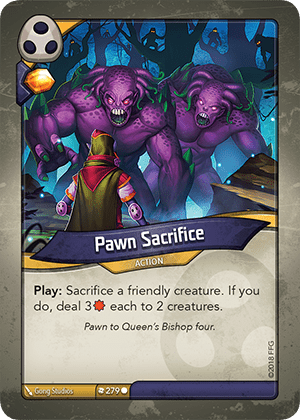 Pawn Sacrifice
ACTION
Play: Sacrifice a friendly creature. If you
do, deal 3 each to 2 creatures.
Pawn to Queen's Bishop four.
©2018 FFG
Gong Studios
279